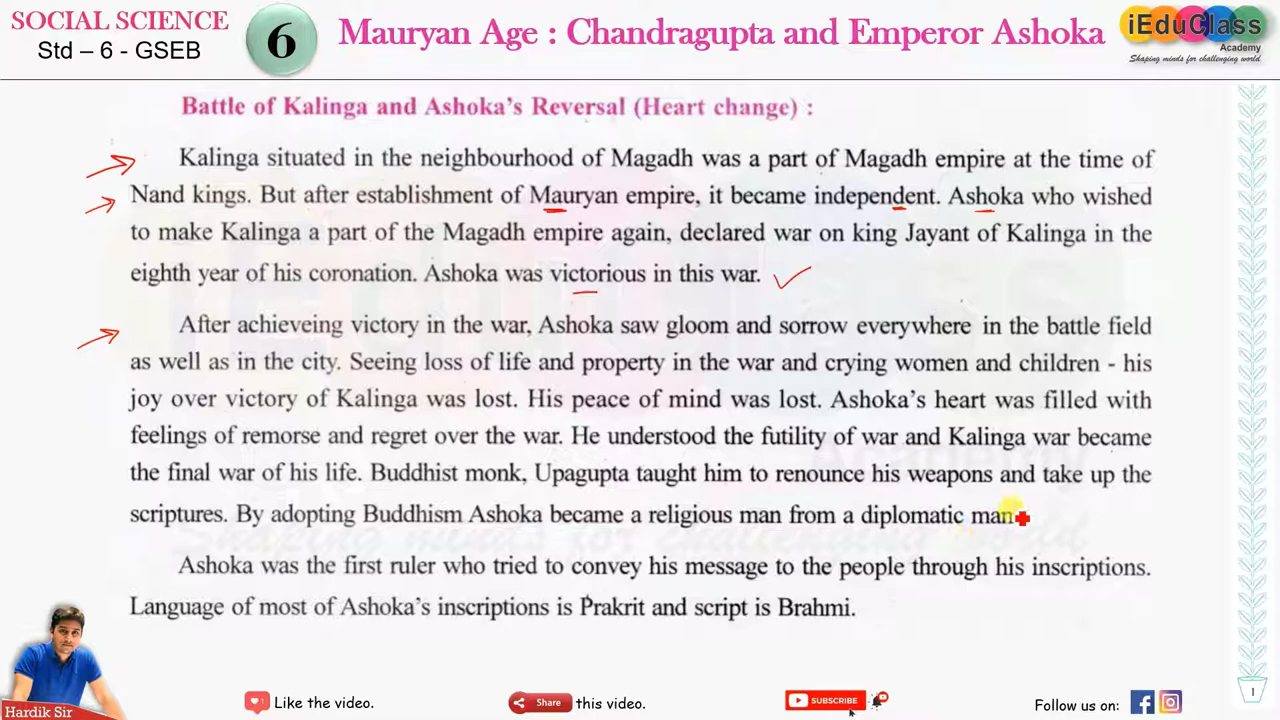 SOCIAL SCIENCE
Std – 6 - GSEB
6
Mauryan Age : Chandragupta and Emperor Ashoka
iEduClass
Academy
Shaping minds for challenging world
Battle of Kalinga and Ashoka's Reversal (Heart change) :
Kalinga situated in the neighbourhood of Magadh was a part of Magadh empire at the time of
Nand kings. But after establishment of Mauryan empire, it became independent. Ashoka who wished
to make Kalinga a part of the Magadh empire again, declared war on king Jayant of Kalinga in the
eighth year of his coronation. Ashoka was victorious in this war.
After achieveing victory in the war, Ashoka saw gloom and sorrow everywhere in the battle field
as well as in the city. Seeing loss of life and property in the war and crying women and children - his
joy over victory of Kalinga was lost. His peace of mind was lost. Ashoka's heart was filled with
feelings of remorse and regret over the war. He understood the futility of war and Kalinga war became
the final war of his life. Buddhist monk, Upagupta taught him to renounce his weapons and take up the
scriptures. By adopting Buddhism Ashoka became a religious man from a diplomatic man
Ashoka was the first ruler who tried to convey his message to the people through his inscriptions.
Language of most of Ashoka's inscriptions is Prakrit and script is Brahmi.
Hardik Sir
Like the video.
Share this video.
SUBSCRIBE
Follow us on:
1